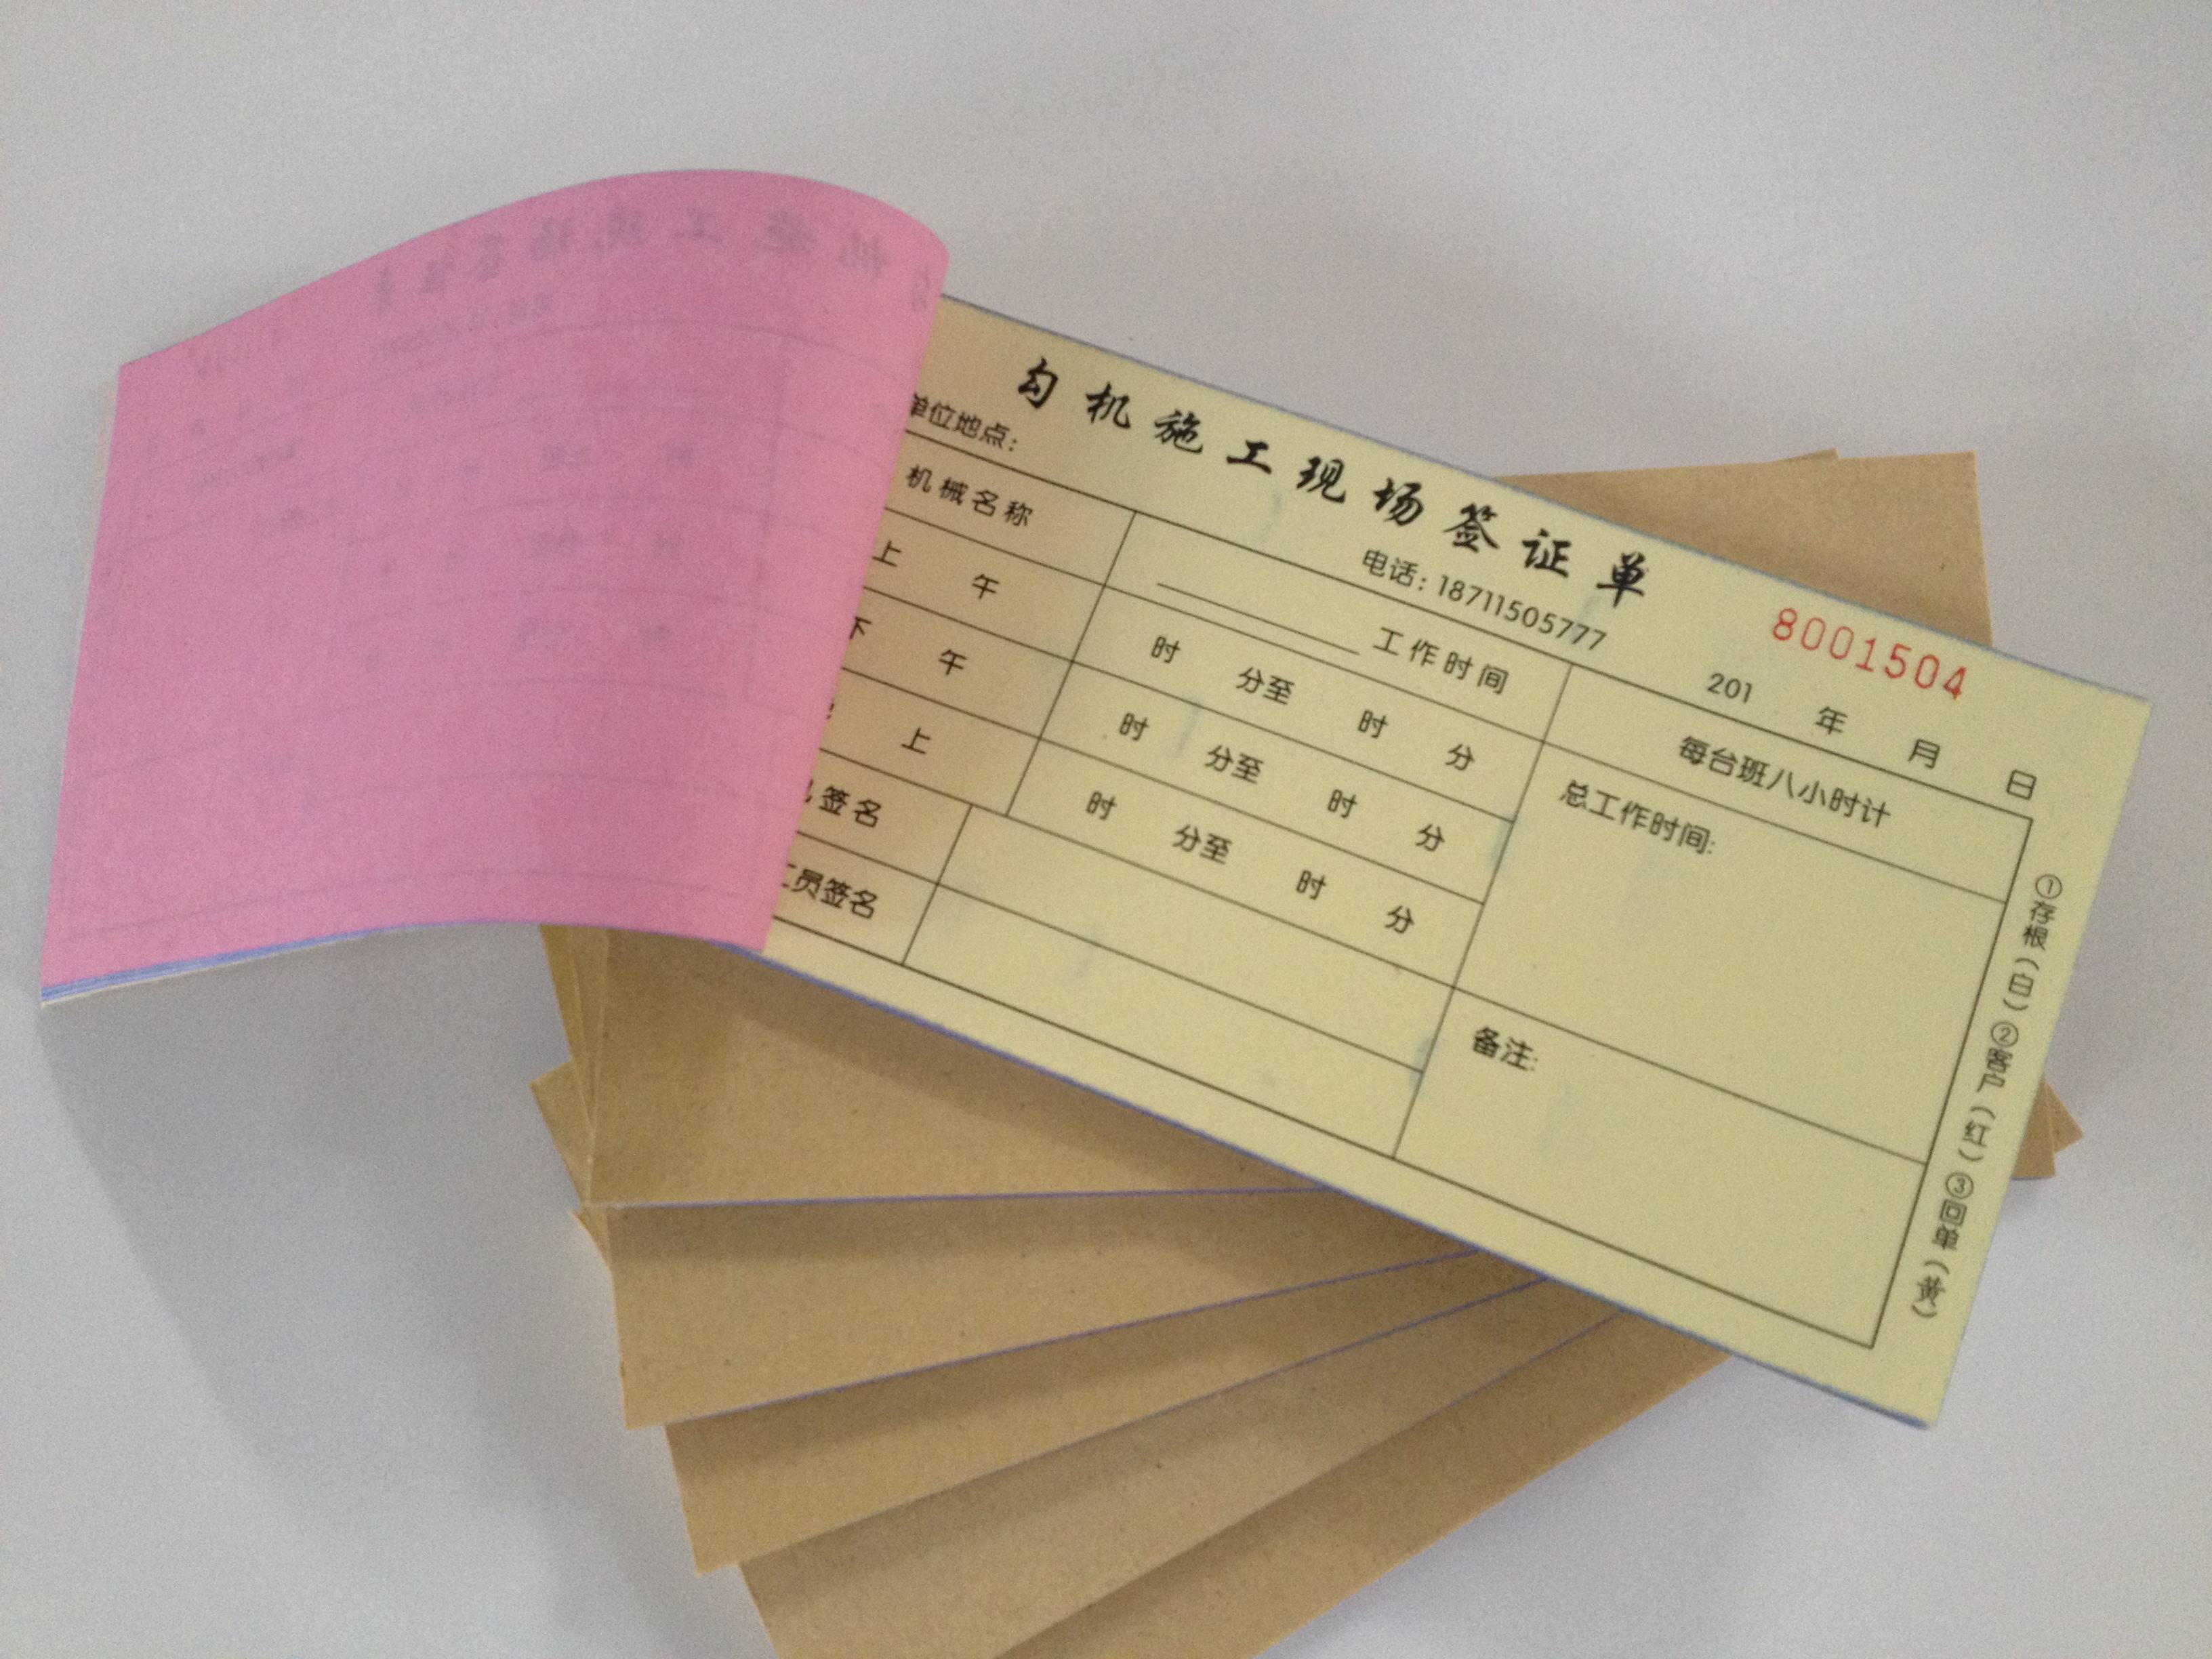 勾机施工现场签证单
8001504
单位地点:
电话:18711505777
201 年 月 日
机械名称
工作时间
每台班八小时计
上 午
时 分至 时 分
总工作时间:
下 午
时 分至 时 分
上
时 分至 时 分
签名
备注:
员签名
①存根(白)②客户(红)③回单(黄)